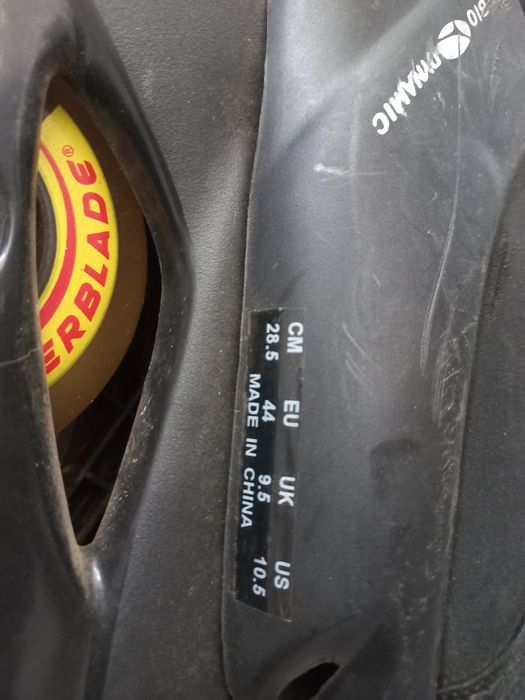 BIO DYNAMIC
ERBLADE®
CM EU UK US
28.5 44 9.5 10.5
MADE IN CHINA